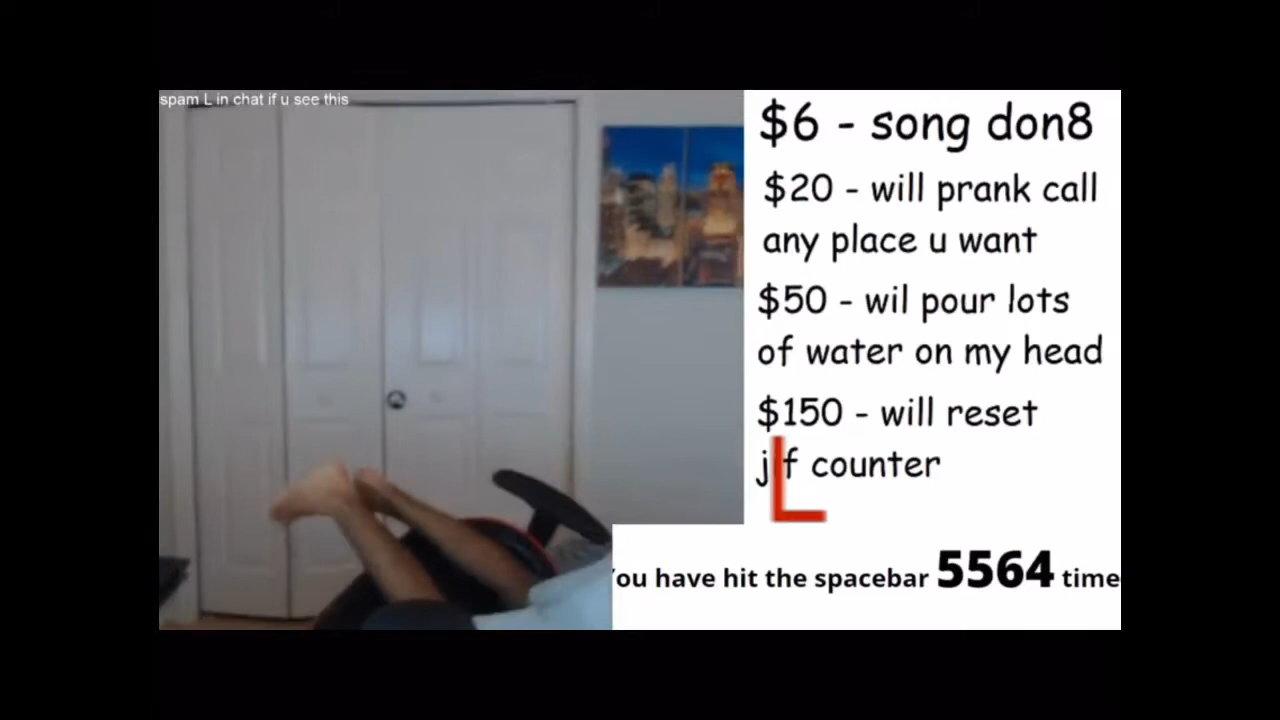 spam L in chat if u see this
$6 - song don8
$20 - will prank call
any place u want
$50 - wil pour lots
of water on my head
$150 - will reset
counter
L
ou have hit the spacebar 5564 time